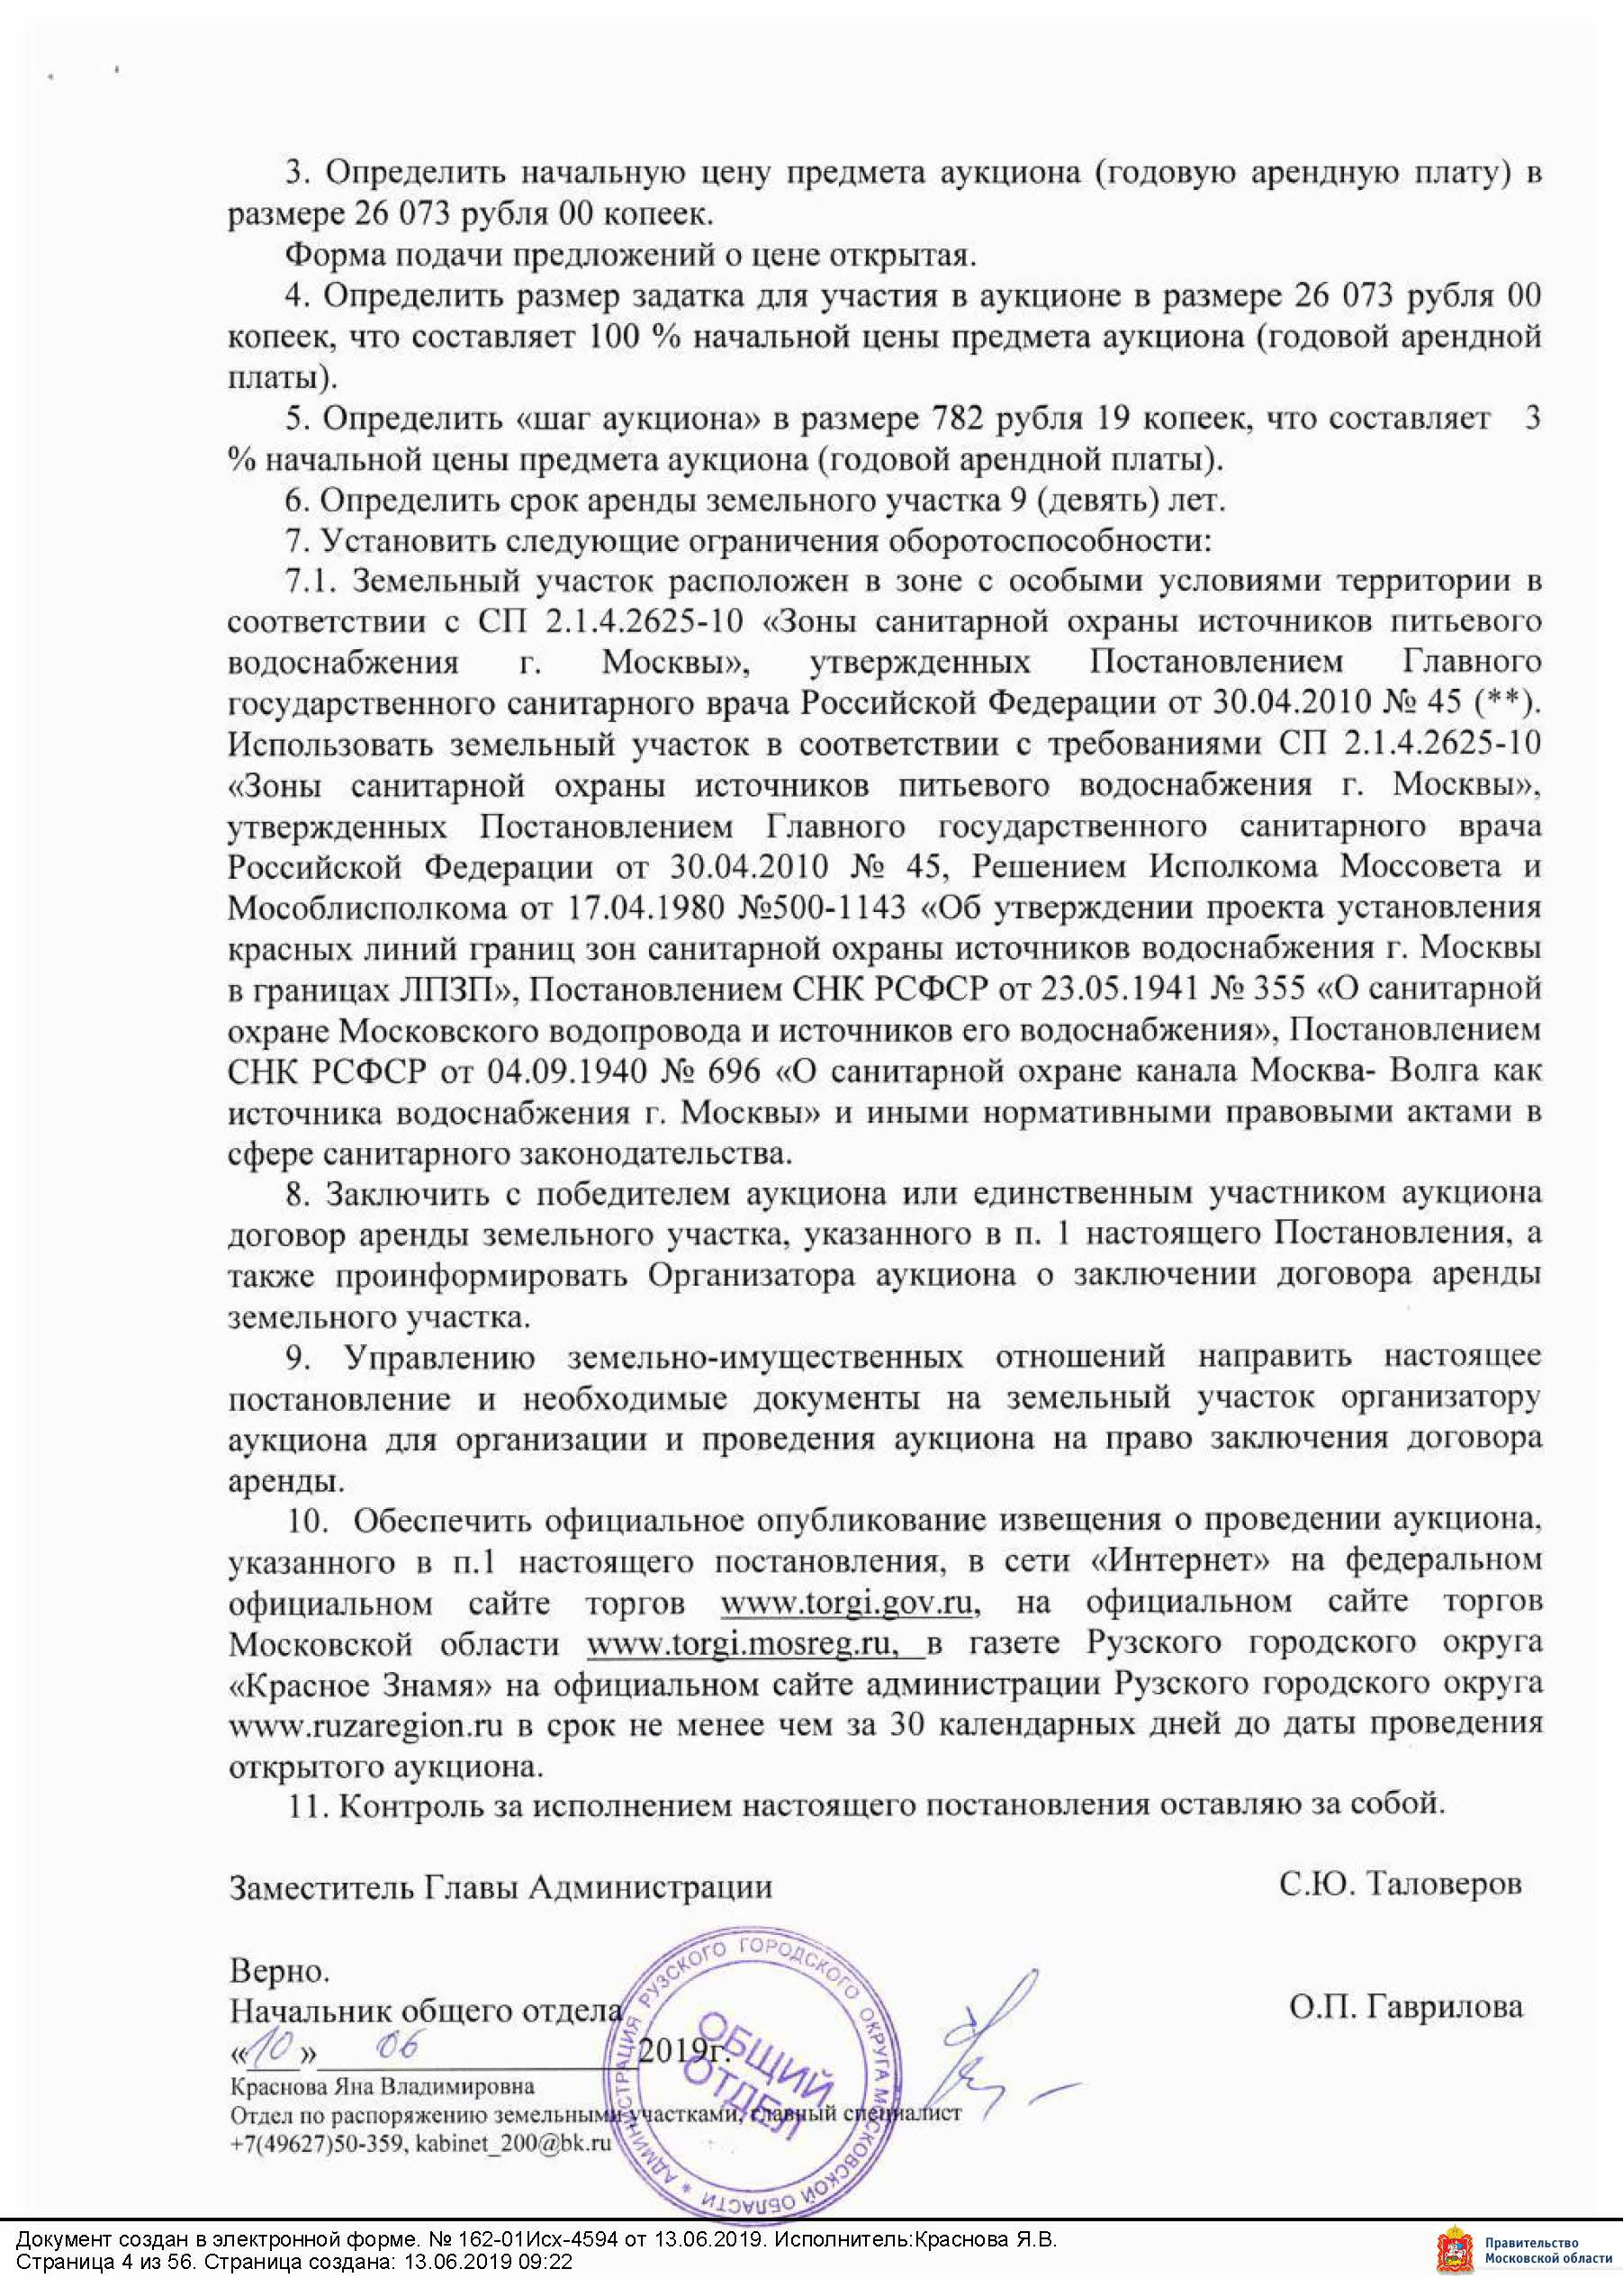 3. Определить начальную цену предмета аукциона (годовую арендную плату) в
размере 26 073 рубля 00 копеек.
Форма подачи предложений о цене открытая.
4. Определить размер задатка для участия в аукционе в размере 26 073 рубля 00
копеек, что составляет 100 % начальной цены предмета аукциона (годовой арендной
платы).
5. Определить «шаг аукциона» в размере 782 рубля 19 копеек, что составляет 3
% начальной цены предмета аукциона (годовой арендной платы).
6. Определить срок аренды земельного участка 9 (девять) лет.
7. Установить следующие ограничения оборотоспособности:
7.1. Земельный участок расположен в зоне с особыми условиями территории в
соответствии с СП 2.1.4.2625-10 «Зоны санитарной охраны источников питьевого
водоснабжения г. Москвы», утвержденных Постановлением Главного
государственного санитарного врача Российской Федерации от 30.04.2010 № 45 (**).
Использовать земельный участок в соответствии с требованиями СП 2.1.4.2625-10
«Зоны санитарной охраны источников питьевого водоснабжения г. Москвы»,
утвержденных Постановлением Главного государственного санитарного врача
Российской Федерации от 30.04.2010 № 45, Решением Исполкома Моссовета и
Мособлисполкома от 17.04.1980 №500-1143 «Об утверждении проекта установления
красных линий границ зон санитарной охраны источников водоснабжения г. Москвы
в границах ЛПЗП», Постановлением СНК РСФСР от 23.05.1941 № 355 «О санитарной
охране Московского водопровода и источников его водоснабжения», Постановлением
СНК РСФСР от 04.09.1940 № 696 «О санитарной охране канала Москва- Волга как
источника водоснабжения г. Москвы» и иными нормативными правовыми актами в
сфере санитарного законодательства.
8. Заключить с победителем аукциона или единственным участником аукциона
договор аренды земельного участка, указанного в п. 1 настоящего Постановления, а
также проинформировать Организатора аукциона о заключении договора аренды
земельного участка.
9. Управлению земельно-имущественных отношений направить настоящее
постановление и необходимые документы на земельный участок организатору
аукциона для организации и проведения аукциона на право заключения договора
аренды.
10. Обеспечить официальное опубликование извещения о проведении аукциона,
указанного в п.1 настоящего постановления, в сети «Интернет» на федеральном
официальном сайте торгов www.torgi.gov.ru, на официальном сайте торгов
Московской области www.torgi.mosreg.ru, в газете Рузского городского округа
«Красное Знамя» на официальном сайте администрации Рузского городского округа
www.ruzaregion.ru в срок не менее чем за 30 календарных дней до даты проведения
открытого аукциона.
11. Контроль за исполнением настоящего постановления оставляю за собой.
Заместитель Главы Администрации С.Ю. Таловеров
Верно.
Начальник общего отдела О.П. Гаврилова
«10» 06 2019г.
Краснова Яна Владимировна
Отдел по распоряжению земельными участками, главный специалист
+7(49627)50-359, kabinet_200@bk.ru
АДМИНИСТРАЦИЯ РУЗСКОГО ГОРОДСКОГО ОКРУГА МОСКОВСКОЙ ОБЛАСТИ *
ОБЩИЙ
ОТДЕЛ
Документ создан в электронной форме. № 162-01Исх-4594 от 13.06.2019. Исполнитель:Краснова Я.В.
Страница 4 из 56. Страница создана: 13.06.2019 09:22
Правительство
Московской области